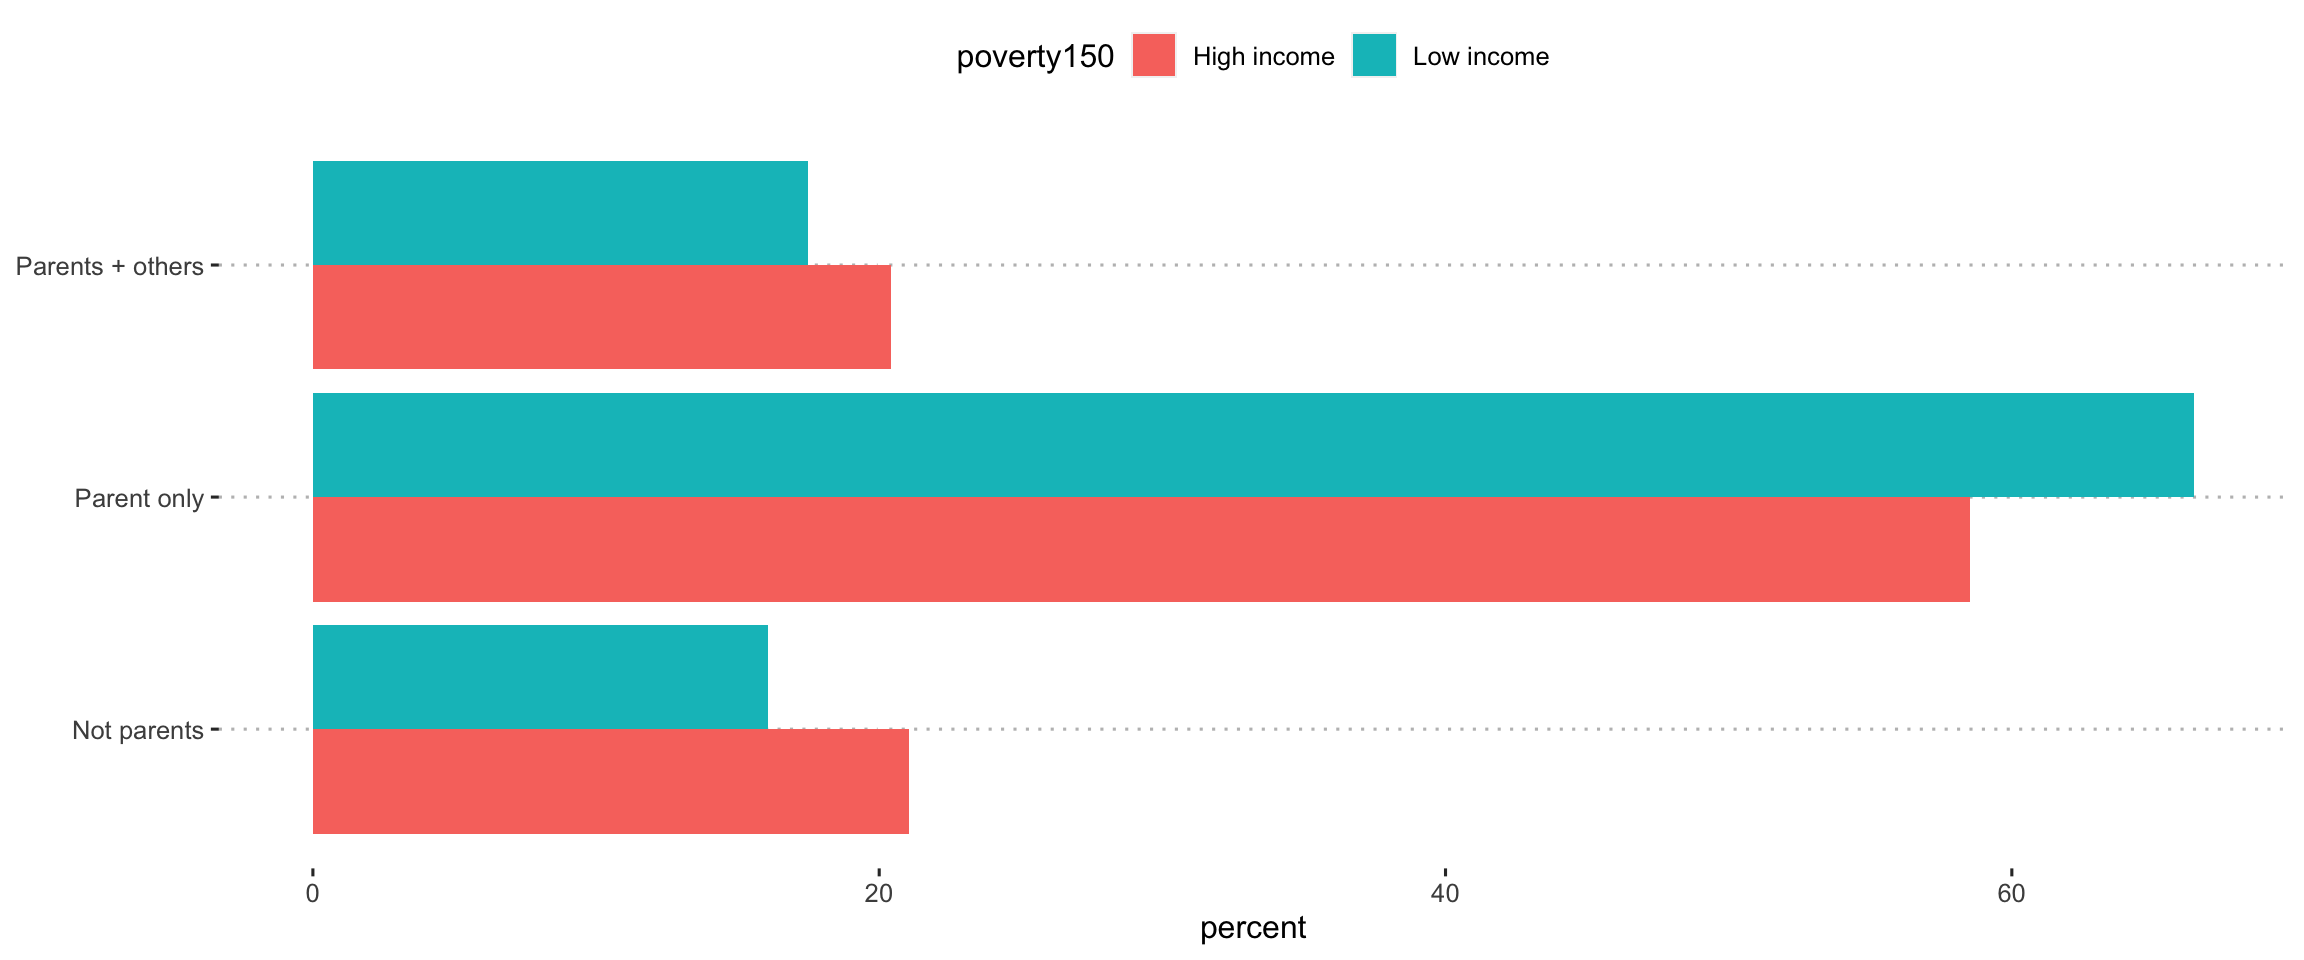 poverty150 High income Low income
Parents + others
Parent only
Not parents
0 20 40 60
percent